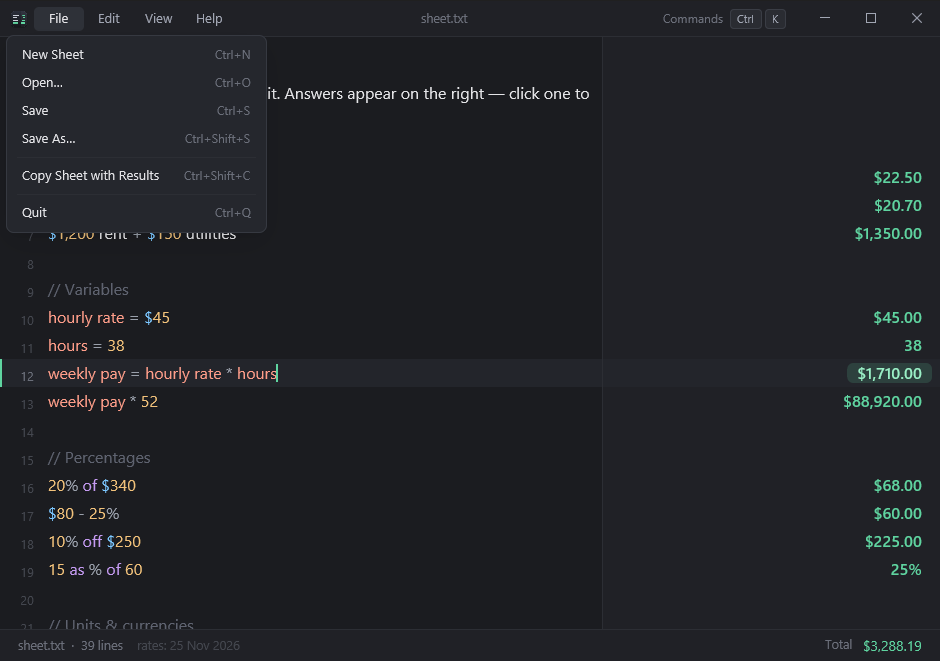 File Edit View Help sheet.txt Commands Ctrl K
New Sheet Ctrl+N
Open... Ctrl+O
it. Answers appear on the right — click one to
Save Ctrl+S
Save As... Ctrl+Shift+S
Copy Sheet with Results Ctrl+Shift+C
$22.50
Quit Ctrl+Q
$20.70
7 $1,200 rent + $150 utilities $1,350.00
8
9 // Variables
10 hourly rate = $45 $45.00
11 hours = 38 38
12 weekly pay = hourly rate * hours $1,710.00
13 weekly pay * 52 $88,920.00
14
15 // Percentages
16 20% of $340 $68.00
17 $80 - 25% $60.00
18 10% off $250 $225.00
19 15 as % of 60 25%
20
21 // Units & currencies
sheet.txt · 39 lines rates: 25 Nov 2026 Total $3,288.19